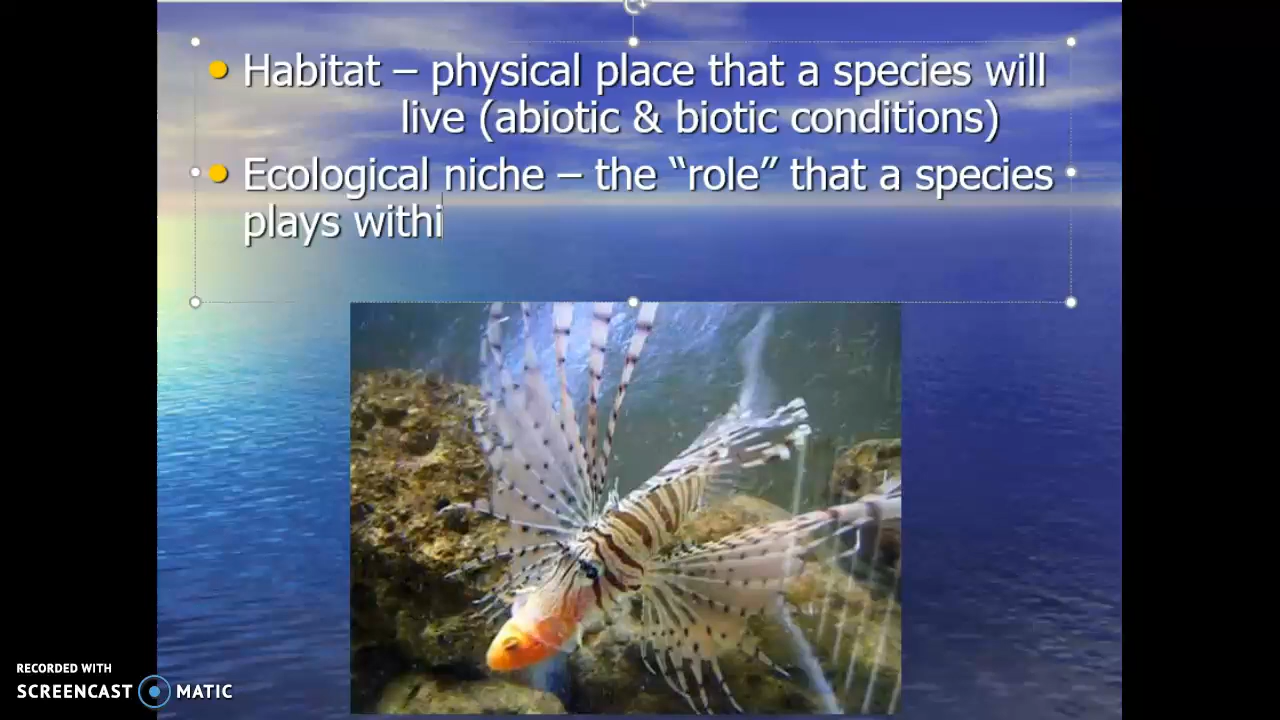 Habitat – physical place that a species will
live (abiotic & biotic conditions)
Ecological niche – the “role” that a species
plays withi
RECORDED WITH
SCREENCAST MATIC